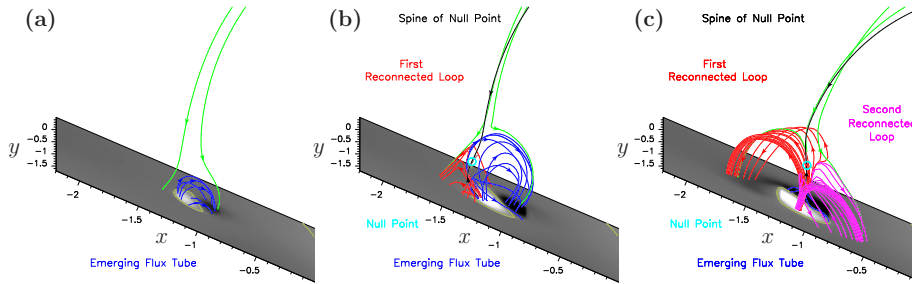 (a)
y
0
-0.5
-1
-1.5
-2
-1.5
x
-1
-0.5
Emerging Flux Tube
(b)
Spine of Null Point
First
Reconnected Loop
y
0
-0.5
-1
-1.5
-2
-1.5
x
-1
-0.5
Null Point
Emerging Flux Tube
(c)
Spine of Null Point
First
Reconnected Loop
Second
Reconnected
Loop
y
0
-0.5
-1
-1.5
-2
-1.5
x
-1
-0.5
Null Point
Emerging Flux Tube